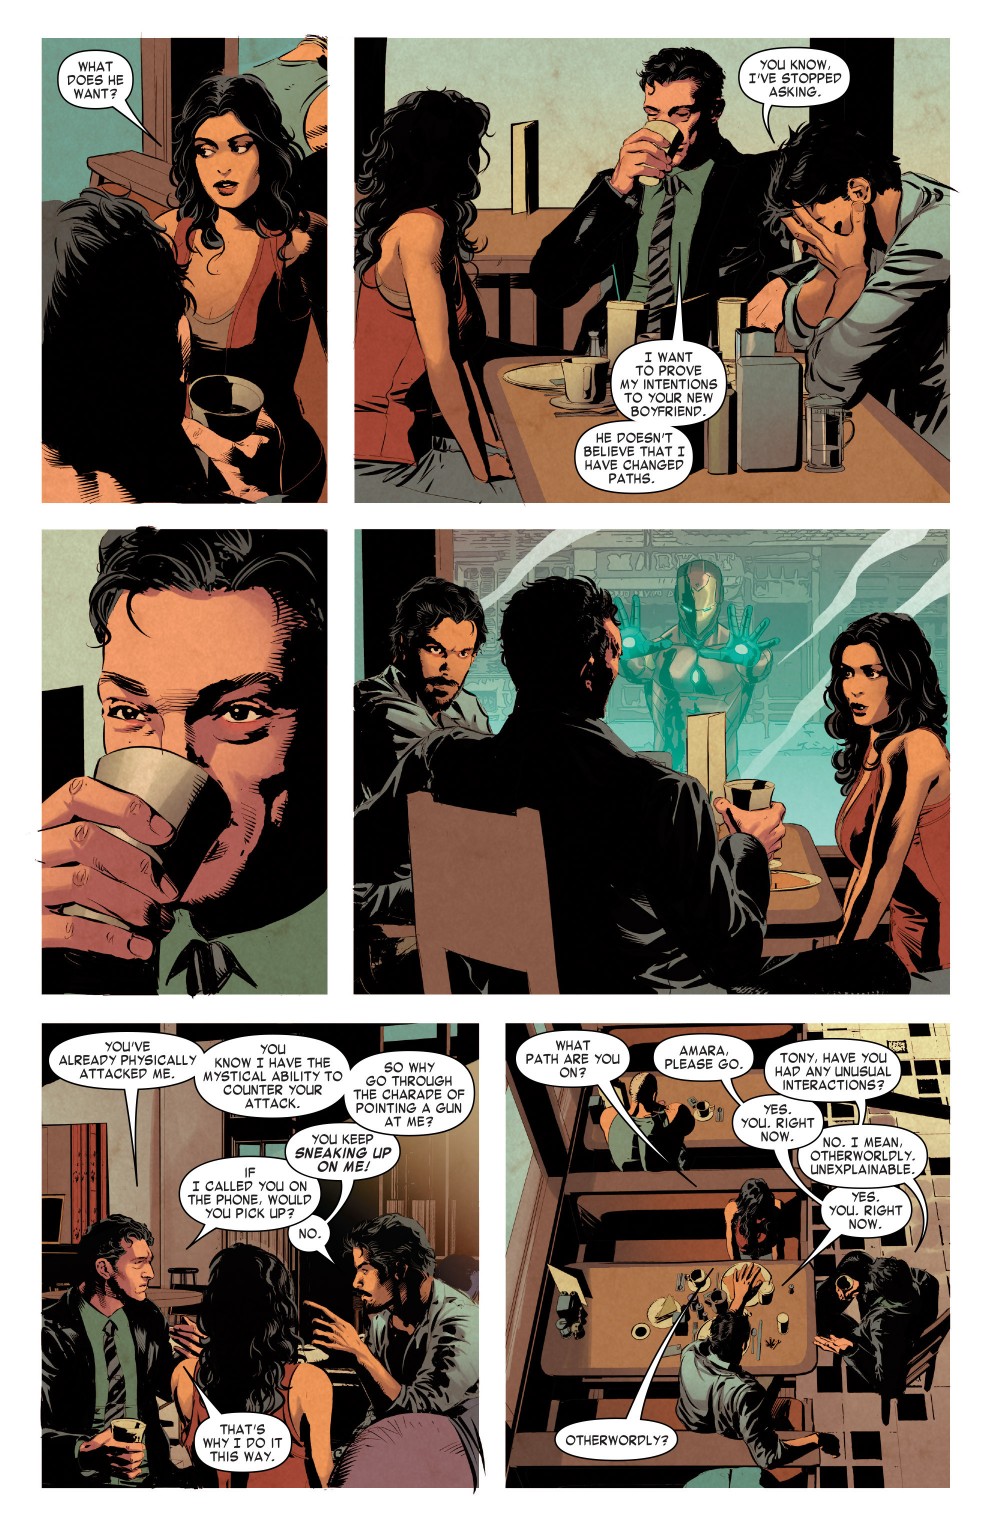 WHAT
DOES HE
WANT?
YOU KNOW,
I'VE STOPPED
ASKING.
I WANT
TO PROVE
MY INTENTIONS
TO YOUR NEW
BOYFRIEND.
HE DOESN'T
BELIEVE THAT I
HAVE CHANGED
PATHS.
YOU'VE
ALREADY PHYSICALLY
ATTACKED ME.
YOU
KNOW I HAVE THE
MYSTICAL ABILITY TO
COUNTER YOUR
ATTACK.
SO WHY
GO THROUGH
THE CHARADE OF
POINTING A GUN
AT ME?
YOU KEEP
SNEAKING UP
ON ME!
IF
I CALLED YOU ON
THE PHONE, WOULD
YOU PICK UP?
NO.
THAT'S
WHY I DO IT
THIS WAY.
WHAT
PATH ARE YOU
ON?
AMARA,
PLEASE GO.
TONY, HAVE YOU
HAD ANY UNUSUAL
INTERACTIONS?
YES.
YOU. RIGHT
NOW.
NO. I MEAN,
OTHERWORLDLY.
UNEXPLAINABLE.
YES.
YOU. RIGHT
NOW.
OTHERWORDLY?